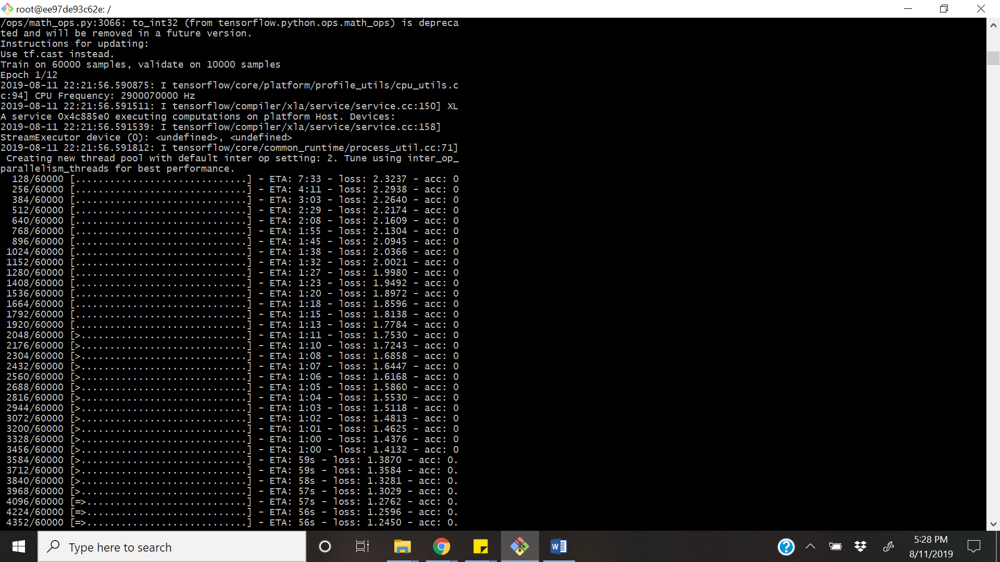 root@ee97de93c62e: /
/ops/math_ops.py:3066: to_int32 (from tensorflow.python.ops.math_ops) is depreca
ted and will be removed in a future version.
Instructions for updating:
Use tf.cast instead.
Train on 60000 samples, validate on 10000 samples
Epoch 1/12
2019-08-11 22:21:56.590875: I tensorflow/core/platform/profile_utils/cpu_utils.c
c:94] CPU Frequency: 2900070000 Hz
2019-08-11 22:21:56.591511: I tensorflow/compiler/xla/service/service.cc:150] XL
A service 0x4c885e0 executing computations on platform Host. Devices:
2019-08-11 22:21:56.591539: I tensorflow/compiler/xla/service/service.cc:158]
StreamExecutor device (0): <undefined>, <undefined>
2019-08-11 22:21:56.591812: I tensorflow/core/common_runtime/process_util.cc:71]
 Creating new thread pool with default inter op setting: 2. Tune using inter_op_
parallelism_threads for best performance.
  128/60000 [..............................] - ETA: 7:33 - loss: 2.3237 - acc: 0
  256/60000 [..............................] - ETA: 4:11 - loss: 2.2938 - acc: 0
  384/60000 [..............................] - ETA: 3:03 - loss: 2.2640 - acc: 0
  512/60000 [..............................] - ETA: 2:29 - loss: 2.2174 - acc: 0
  640/60000 [..............................] - ETA: 2:08 - loss: 2.1609 - acc: 0
  768/60000 [..............................] - ETA: 1:55 - loss: 2.1304 - acc: 0
  896/60000 [..............................] - ETA: 1:45 - loss: 2.0945 - acc: 0
 1024/60000 [..............................] - ETA: 1:38 - loss: 2.0366 - acc: 0
 1152/60000 [..............................] - ETA: 1:32 - loss: 2.0021 - acc: 0
 1280/60000 [..............................] - ETA: 1:27 - loss: 1.9980 - acc: 0
 1408/60000 [..............................] - ETA: 1:23 - loss: 1.9492 - acc: 0
 1536/60000 [..............................] - ETA: 1:20 - loss: 1.8972 - acc: 0
 1664/60000 [..............................] - ETA: 1:18 - loss: 1.8596 - acc: 0
 1792/60000 [..............................] - ETA: 1:15 - loss: 1.8138 - acc: 0
 1920/60000 [..............................] - ETA: 1:13 - loss: 1.7784 - acc: 0
 2048/60000 [>.............................] - ETA: 1:11 - loss: 1.7530 - acc: 0
 2176/60000 [>.............................] - ETA: 1:10 - loss: 1.7243 - acc: 0
 2304/60000 [>.............................] - ETA: 1:08 - loss: 1.6858 - acc: 0
 2432/60000 [>.............................] - ETA: 1:07 - loss: 1.6447 - acc: 0
 2560/60000 [>.............................] - ETA: 1:06 - loss: 1.6168 - acc: 0
 2688/60000 [>.............................] - ETA: 1:05 - loss: 1.5860 - acc: 0
 2816/60000 [>.............................] - ETA: 1:04 - loss: 1.5530 - acc: 0
 2944/60000 [>.............................] - ETA: 1:03 - loss: 1.5118 - acc: 0
 3072/60000 [>.............................] - ETA: 1:02 - loss: 1.4813 - acc: 0
 3200/60000 [>.............................] - ETA: 1:01 - loss: 1.4625 - acc: 0
 3328/60000 [>.............................] - ETA: 1:00 - loss: 1.4376 - acc: 0
 3456/60000 [>.............................] - ETA: 1:00 - loss: 1.4132 - acc: 0
 3584/60000 [>.............................] - ETA: 59s - loss: 1.3870 - acc: 0.
 3712/60000 [>.............................] - ETA: 59s - loss: 1.3584 - acc: 0.
 3840/60000 [>.............................] - ETA: 58s - loss: 1.3281 - acc: 0.
 3968/60000 [>.............................] - ETA: 57s - loss: 1.3029 - acc: 0.
 4096/60000 [=>............................] - ETA: 57s - loss: 1.2762 - acc: 0.
 4224/60000 [=>............................] - ETA: 56s - loss: 1.2596 - acc: 0.
 4352/60000 [=>............................] - ETA: 56s - loss: 1.2450 - acc: 0.
Type here to search
5:28 PM
8/11/2019